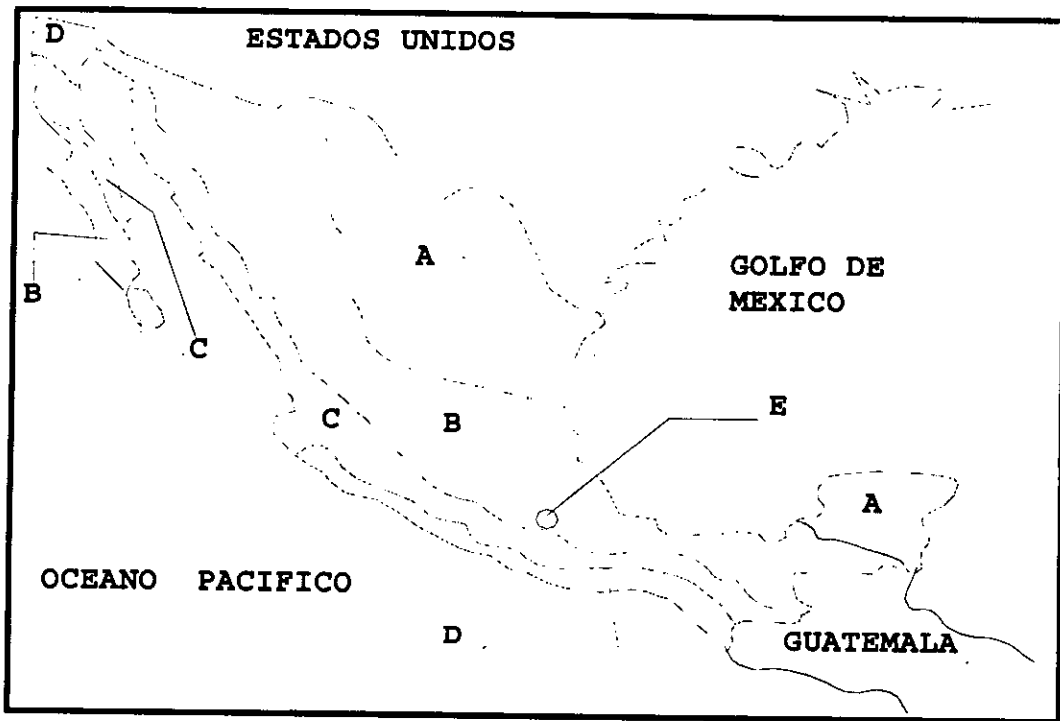 D
ESTADOS UNIDOS
A
GOLFO DE
MEXICO
B
C
C
B
E
A
OCEANO PACIFICO
D
GUATEMALA